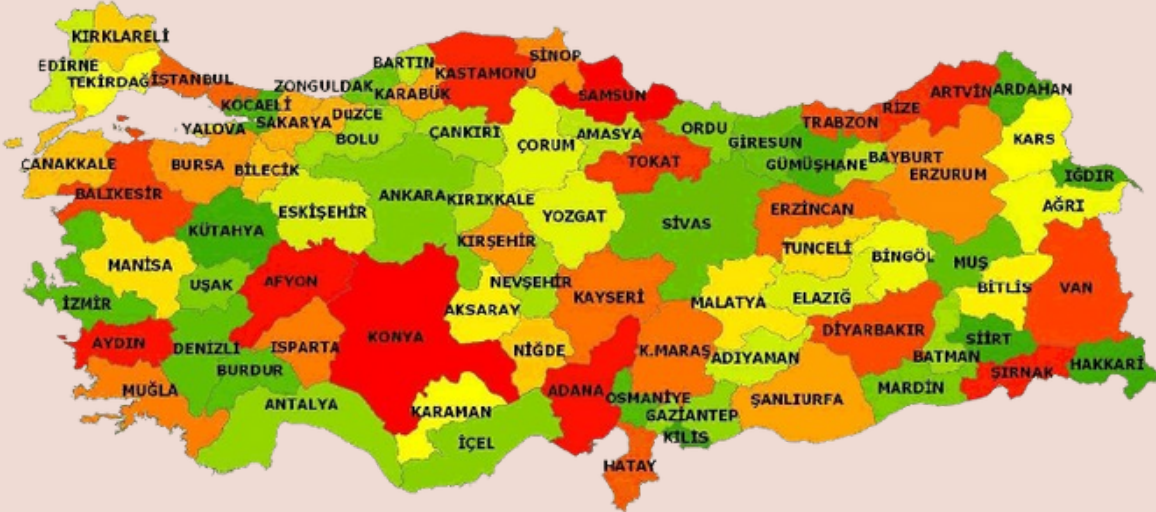 KIRKLARELİ
EDİRNE
TEKİRDAĞ
İSTANBUL
KOCAELİ
YALOVA
SAKARYA
DüZCE
ZONGULDAK
BARTIN
KARABÜK
KASTAMONU
SİNOP
SAMSUN
BOLU
ÇANKIRI
ÇORUM
AMASYA
TOKAT
ORDU
GİRESUN
GÜMÜŞHANE
TRABZON
RİZE
ARTVİN
ARDAHAN
BAYBURT
ERZURUM
KARS
IĞDIR
AĞRI
ÇANAKKALE
BALIKESİR
BURSA
BİLECİK
ESKİŞEHİR
ANKARA
KIRIKKALE
YOZGAT
SİVAS
ERZİNCAN
TUNCELİ
BİNGÖL
MUŞ
BİTLİS
VAN
KÜTAHYA
KIRŞEHİR
MANİSA
UŞAK
AFYON
İZMİR
AKSARAY
NEVŞEHİR
KAYSERİ
MALATYA
ELAZIĞ
DİYARBAKIR
BATMAN
SİİRT
ŞIRNAK
HAKKARİ
AYDIN
DENİZLİ
ISPARTA
BURDUR
KONYA
NİĞDE
ADANA
K.MARAŞ
ADIYAMAN
OSMANİYE
GAZİANTEP
KİLİS
ŞANLIURFA
MARDİN
MUĞLA
ANTALYA
KARAMAN
İÇEL
HATAY